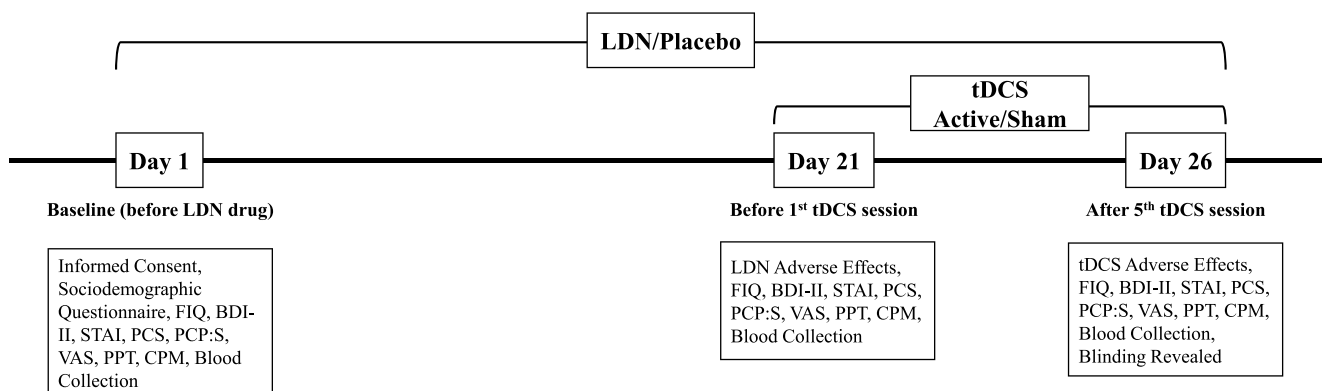 LDN/Placebo
tDCS
Active/Sham
Day 1
Day 21
Day 26
Baseline (before LDN drug)
Before 1st tDCS session
After 5th tDCS session
Informed Consent,
Sociodemographic
Questionnaire, FIQ, BDI-
II, STAI, PCS, PCP:S,
VAS, PPT, CPM, Blood
Collection
LDN Adverse Effects,
FIQ, BDI-II, STAI, PCS,
PCP:S, VAS, PPT, CPM,
Blood Collection
tDCS Adverse Effects,
FIQ, BDI-II, STAI, PCS,
PCP:S, VAS, PPT, CPM,
Blood Collection,
Blinding Revealed